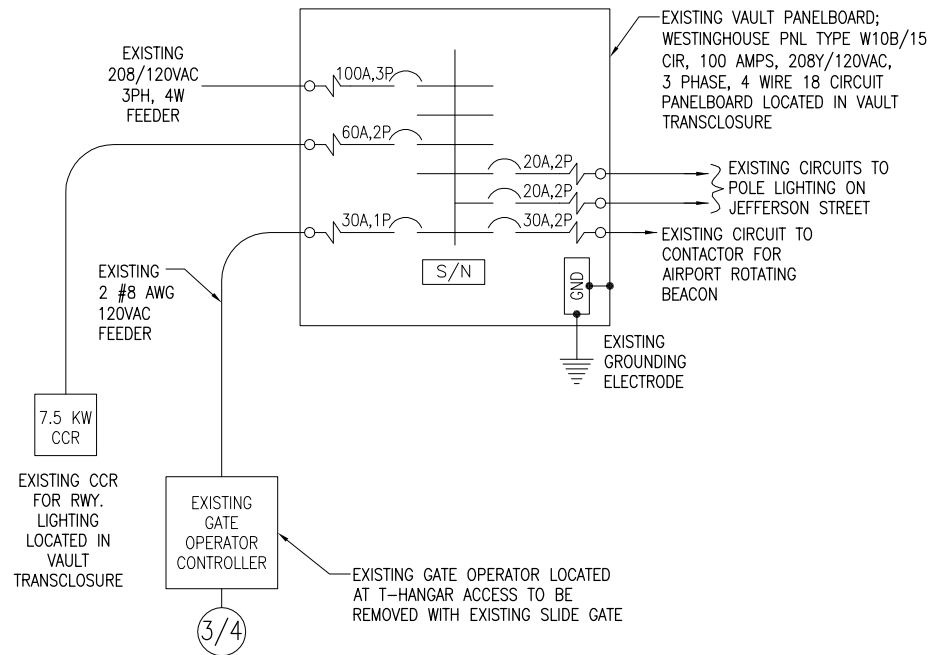 EXISTING VAULT PANELBOARD;
WESTINGHOUSE PNL TYPE W10B/15
CIR, 100 AMPS, 208Y/120VAC,
3 PHASE, 4 WIRE 18 CIRCUIT
PANELBOARD LOCATED IN VAULT
TRANSCLOSURE
EXISTING
208/120VAC
3PH, 4W
FEEDER
100A,3P
60A,2P
20A,2P
20A,2P
30A,1P
30A,2P
EXISTING CIRCUITS TO
POLE LIGHTING ON
JEFFERSON STREET
EXISTING CIRCUIT TO
CONTACTOR FOR
AIRPORT ROTATING
BEACON
S/N
GND
EXISTING
2 #8 AWG
120VAC
FEEDER
EXISTING
GROUNDING
ELECTRODE
7.5 KW
CCR
EXISTING CCR
FOR RWY.
LIGHTING
LOCATED IN
VAULT
TRANSCLOSURE
EXISTING
GATE
OPERATOR
CONTROLLER
EXISTING GATE OPERATOR LOCATED
AT T-HANGAR ACCESS TO BE
REMOVED WITH EXISTING SLIDE GATE
3/4